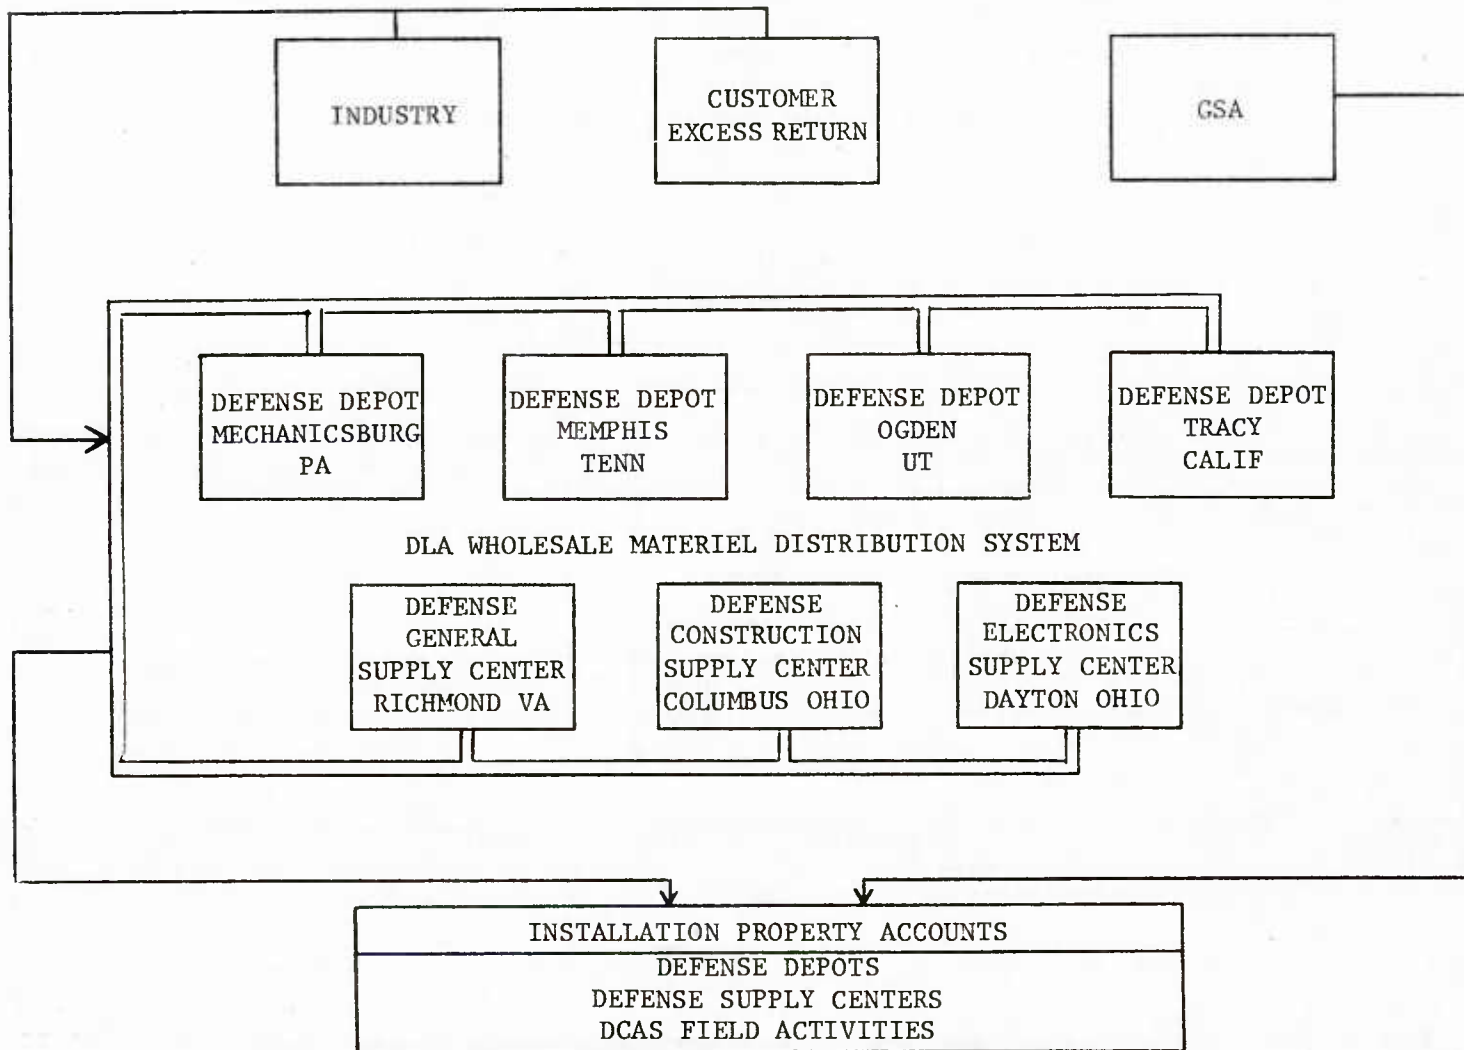 INDUSTRY
CUSTOMER
EXCESS RETURN
GSA
DEFENSE DEPOT
MECHANICSBURG
PA
DEFENSE DEPOT
MEMPHIS
TENN
DEFENSE DEPOT
OGDEN
UT
DEFENSE DEPOT
TRACY
CALIF
DLA WHOLESALE MATERIEL DISTRIBUTION SYSTEM
DEFENSE
GENERAL
SUPPLY CENTER
RICHMOND VA
DEFENSE
CONSTRUCTION
SUPPLY CENTER
COLUMBUS OHIO
DEFENSE
ELECTRONICS
SUPPLY CENTER
DAYTON OHIO
INSTALLATION PROPERTY ACCOUNTS
DEFENSE DEPOTS
DEFENSE SUPPLY CENTERS
DCAS FIELD ACTIVITIES